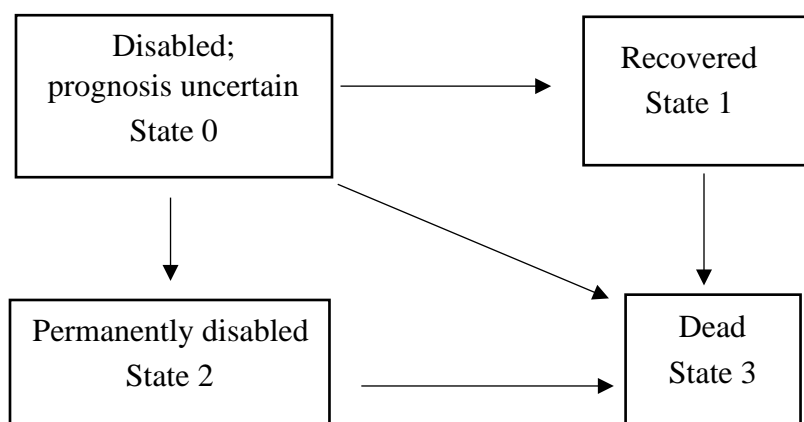 Disabled;
prognosis uncertain
State 0
Recovered
State 1
Permanently disabled
State 2
Dead
State 3